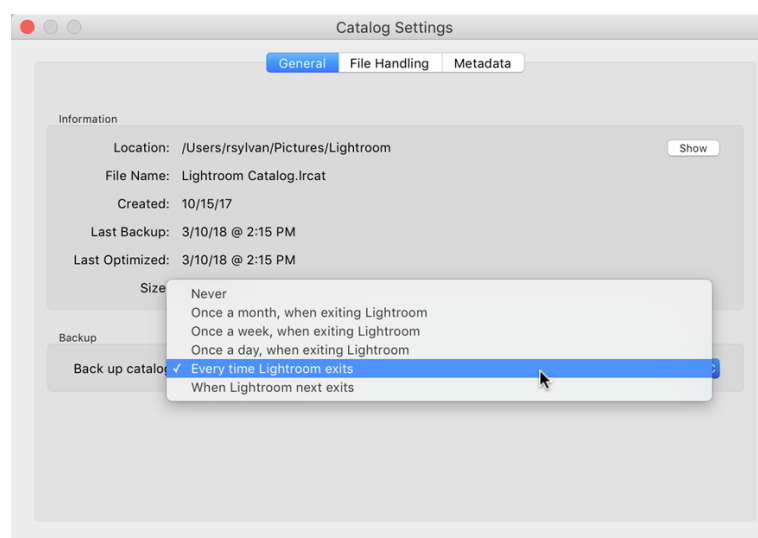 Catalog Settings
General File Handling Metadata
Information
Location: /Users/rsylvan/Pictures/Lightroom Show
File Name: Lightroom Catalog.lrcat
Created: 10/15/17
Last Backup: 3/10/18 @ 2:15 PM
Last Optimized: 3/10/18 @ 2:15 PM
Size
Never
Once a month, when exiting Lightroom
Once a week, when exiting Lightroom
Backup
Once a day, when exiting Lightroom
Back up catalog ✓ Every time Lightroom exits
When Lightroom next exits